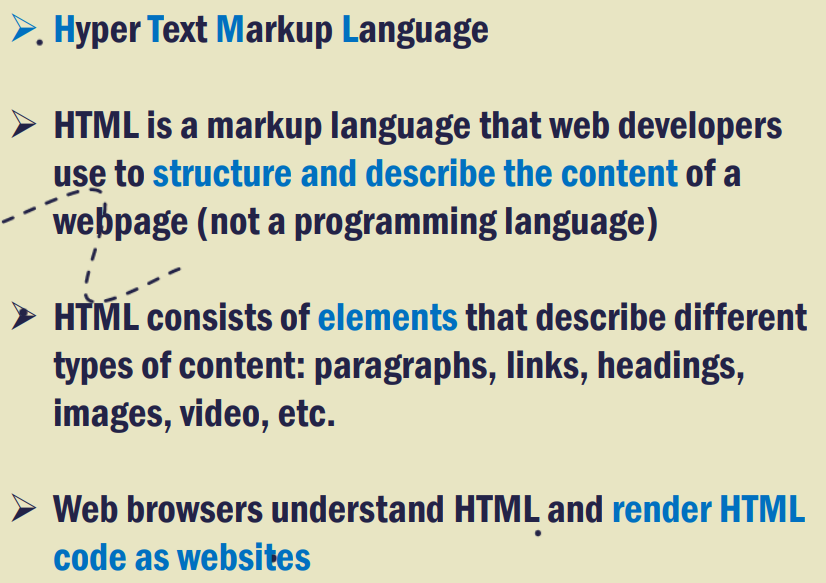 Hyper Text Markup Language
HTML is a markup language that web developers
use to structure and describe the content of a
webpage (not a programming language)
HTML consists of elements that describe different
types of content: paragraphs, links, headings,
images, video, etc.
Web browsers understand HTML and render HTML
code as websites